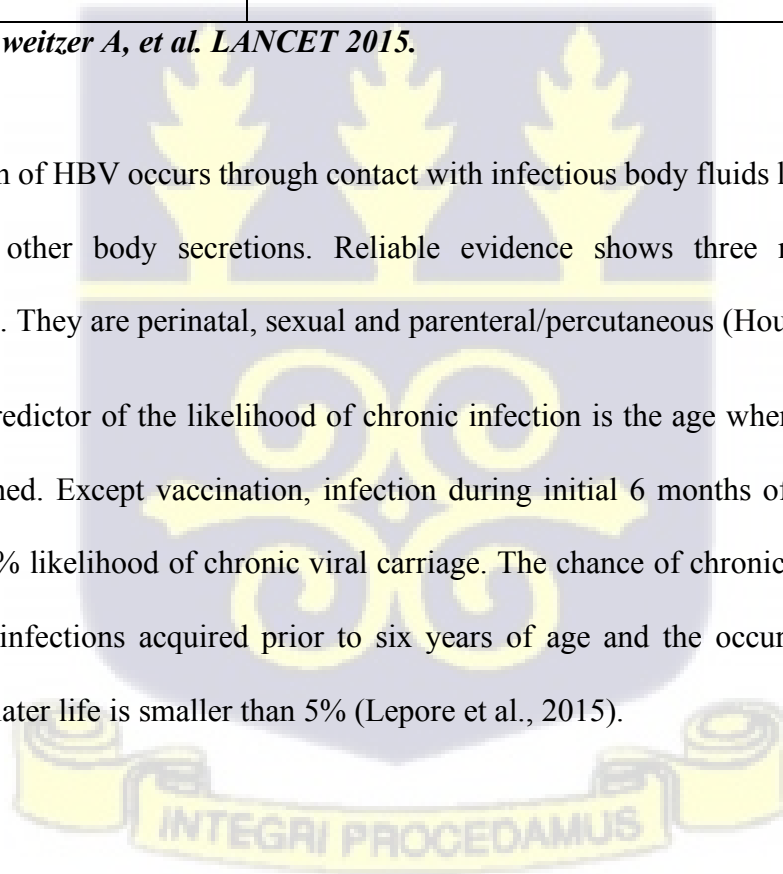 weitzer A, et al. LANCET 2015.
n of HBV occurs through contact with infectious body fluids
other body secretions. Reliable evidence shows three
. They are perinatal, sexual and parenteral/percutaneous (Hou
redictor of the likelihood of chronic infection is the age
ned. Except vaccination, infection during initial 6 months
% likelihood of chronic viral carriage. The chance of chronic
infections acquired prior to six years of age and the
later life is smaller than 5% (Lepore et al., 2015).
INTEGRI PROCEDAMUS